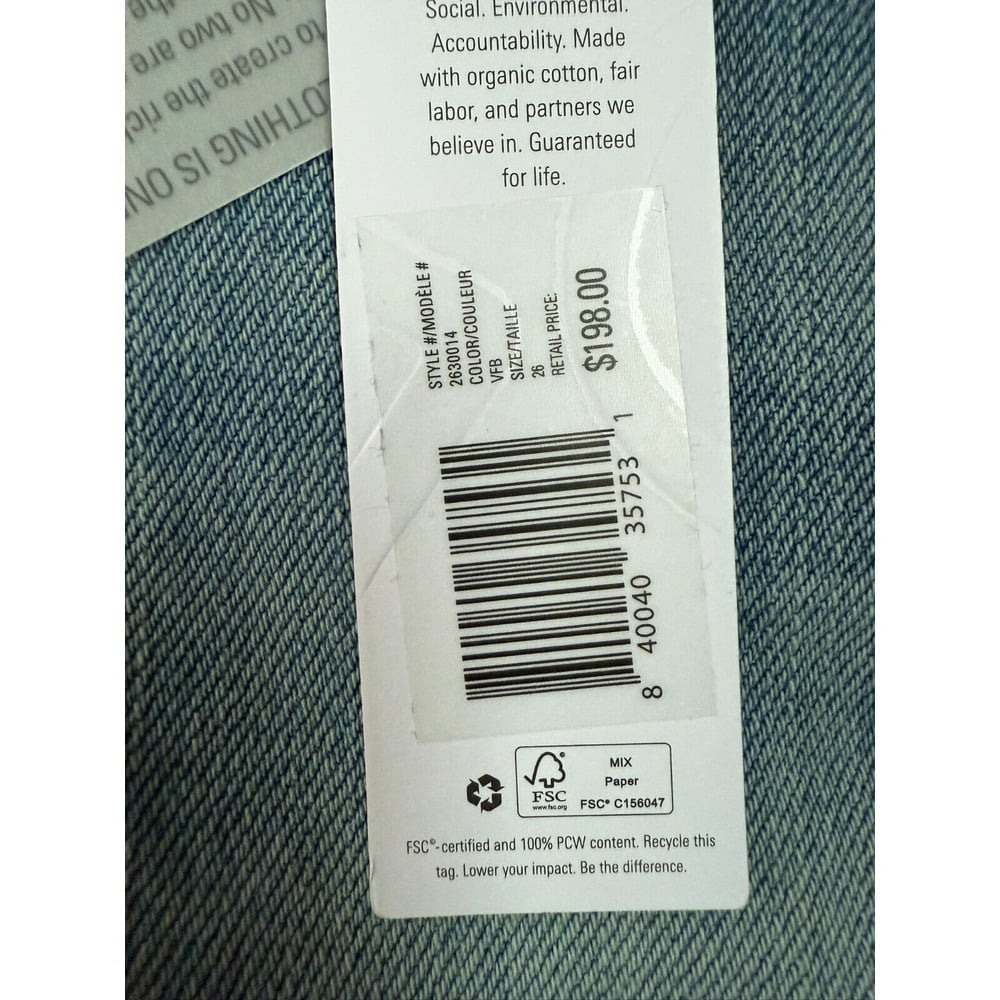 Social. Environmental.
Accountability. Made
with organic cotton, fair
labor, and partners we
believe in. Guaranteed
for life.
STYLE #/MODÈLE #
2630014
COLOR/COULEUR
VFB
SIZE/TAILLE
26
RETAIL PRICE:
$198.00
8 40040 35753 1
FSC®
www.fsc.org
MIX
Paper
FSC® C156047
FSC®-certified and 100% PCW content. Recycle this
tag. Lower your impact. Be the difference.
OTHING IS ON
to create the rich
No two are
the